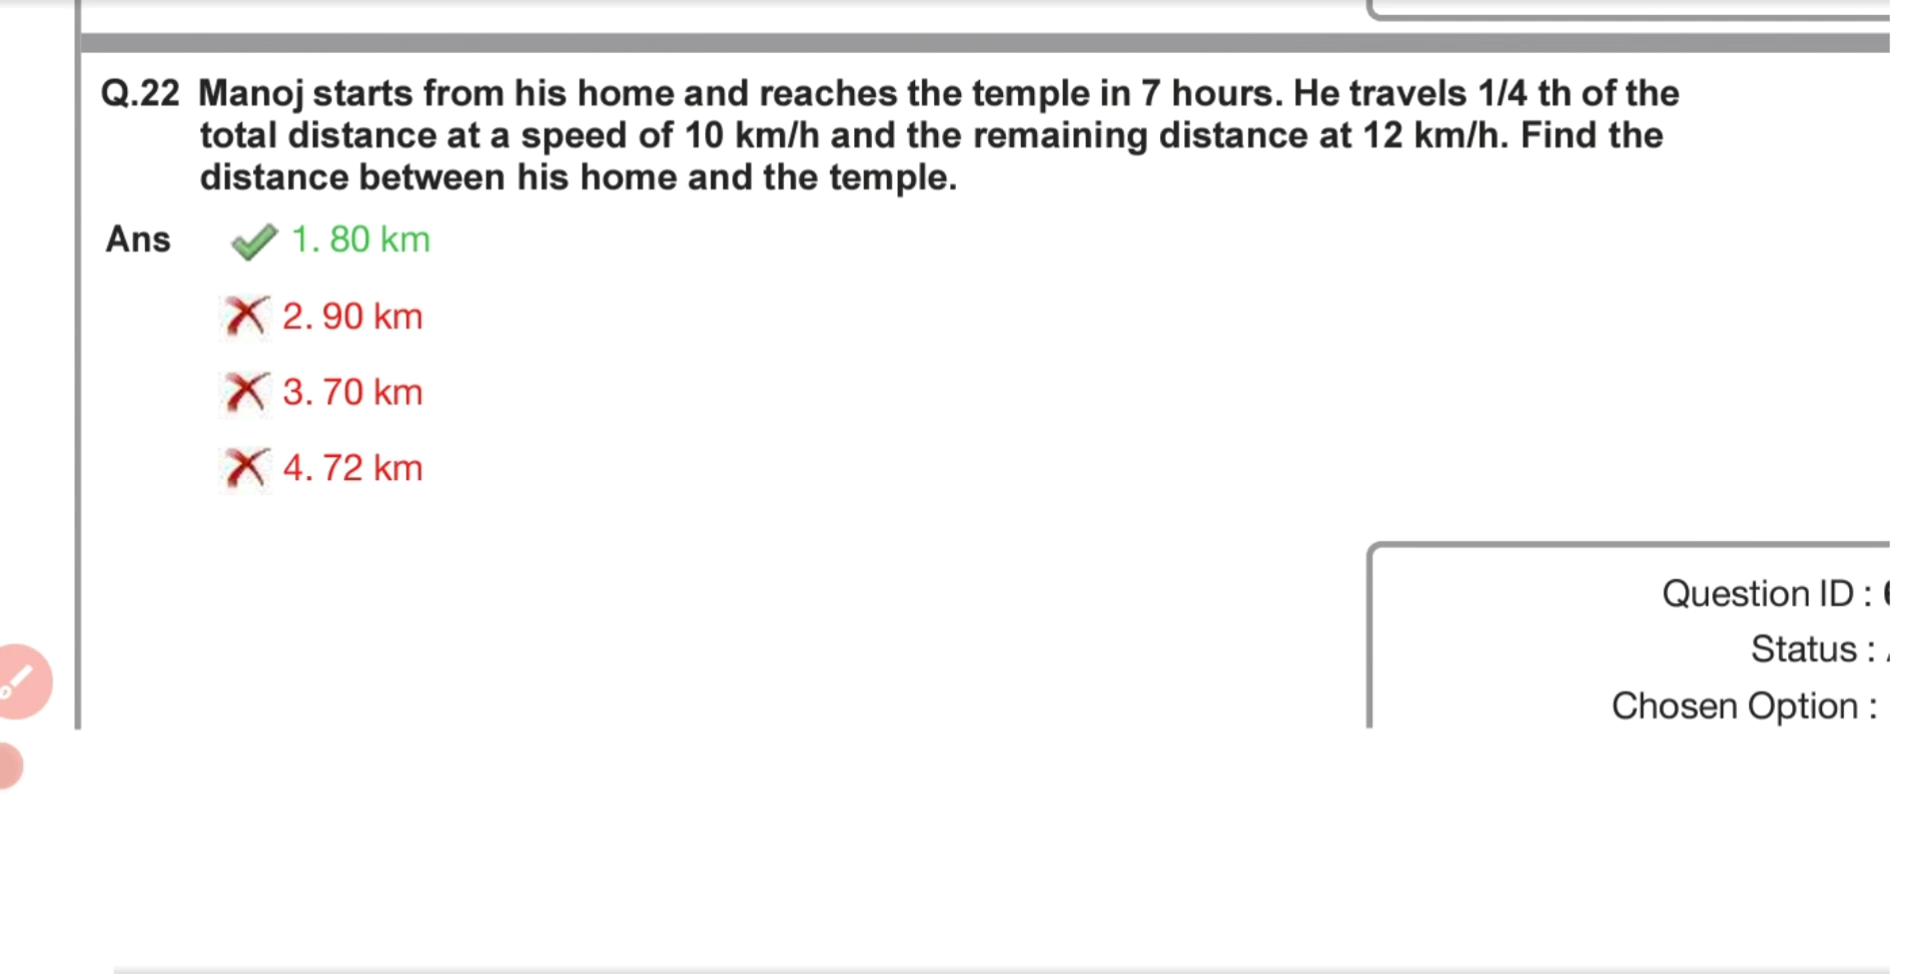 Q.22 Manoj starts from his home and reaches the temple in 7 hours. He travels 1/4 th of the
total distance at a speed of 10 km/h and the remaining distance at 12 km/h. Find the
distance between his home and the temple.
Ans 1. 80 km
2. 90 km
3. 70 km
4. 72 km
Question ID :
Status :
Chosen Option :